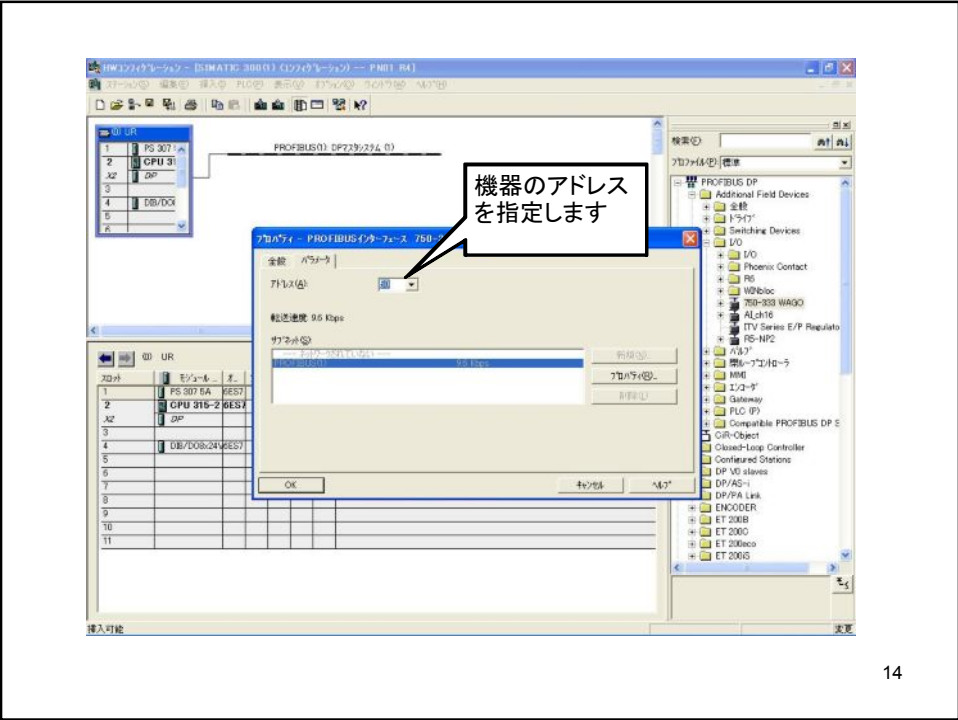 HWコンフィグレーション - [SIMATIC 300(1) (コンフィグレーション) -- PN01_R4]
ステーション(S) 編集(E) 挿入(I) PLC(P) 表示(V) オプション(O) ウィンドウ(W) ヘルプ(H)
(0) UR
1 PS 307
2 CPU 31
X2 DP
3
4 DI8/DO
5
6
PROFIBUS(1): DPマスタシステム (1)
機器のアドレス
を指定します
プロパティ - PROFIBUSインターフェース 750-3
全般 パラメータ
アドレス(A):
転送速度: 9.6 Kbps
サブネット(S):
--- ネットワーク化されていない ---
PROFIBUS(1) 9.6 Kbps
新規(N)...
プロパティ(R)...
削除(L)
OK キャンセル ヘルプ
(0) UR
スロット モジュール ... オ...
1 PS 307 5A 6ES7
2 CPU 315-2 6ES7
X2 DP
3
4 DI8/DO8x24V 6ES7
5
6
7
8
9
10
11
検索(F):
プロファイル(P): 標準
PROFIBUS DP
Additional Field Devices
全般
ドライブ
Switching Devices
I/O
I/O
Phoenix Contact
R5
WINbloc
750-333 WAGO
AI_ch16
ITV Series E/P Regulato
R5-NP2
バルブ
閉ループコントローラ
MMI
エンコーダ
Gateway
PLC (P)
Compatible PROFIBUS DP S
CiR-Object
Closed-Loop Controller
Configured Stations
DP V0 slaves
DP/AS-i
DP/PA Link
ENCODER
ET 200B
ET 200C
ET 200eco
ET 200iS
挿入可能 変更
14